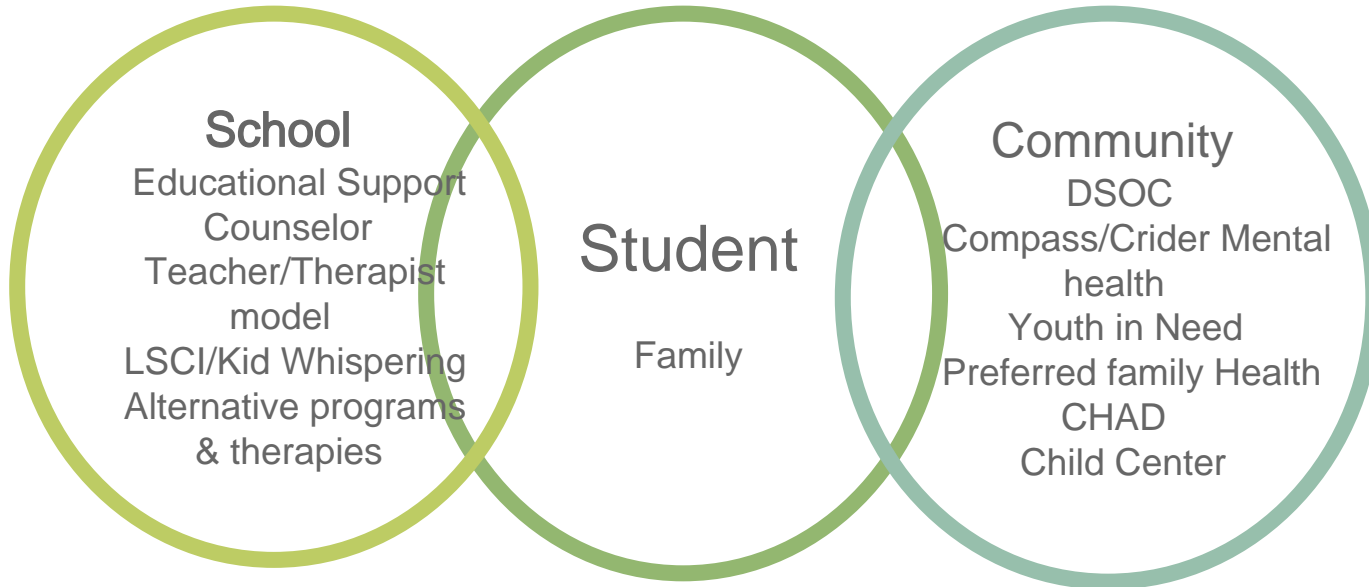 School
Educational Support
Counselor
Teacher/Therapist
model
LSCI/Kid Whispering
Alternative programs
& therapies
Student
Family
Community
DSOC
Compass/Crider Mental
health
Youth in Need
Preferred family Health
CHAD
Child Center